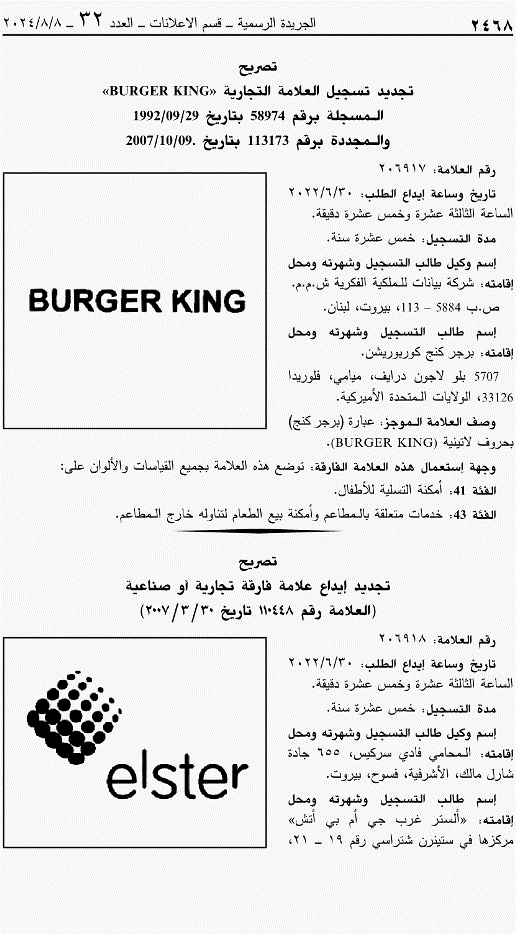 ٢٤٦٨
الجريدة الرسمية ــ قسم الاعلانات ــ العدد ٣٢ ــ ٢٠٢٤/٨/٨
تصريح
تجديد تسجيل العلامة التجارية «BURGER KING»
المسجلة برقم 58974 بتاريخ 1992/09/29
والمجددة برقم 113173 بتاريخ .2007/10/09
رقم العلامة: ٢٠٦٩١٧
تاريخ وساعة إيداع الطلب: ٢٠٢٢/٦/٣٠
الساعة الثالثة عشرة وخمس عشرة دقيقة.
مدة التسجيل: خمس عشرة سنة.
إسم وكيل طالب التسجيل وشهرته ومحل
إقامته: شركة بيانات للملكية الفكرية ش.م.م.
ص.ب 5884 – 113، بيروت، لبنان.
إسم طالب التسجيل وشهرته ومحل
إقامته: برجر كنج كوربوريشن.
5707 بلو لاجون درايف، ميامي، فلوريدا
33126، الولايات المتحدة الأميركية.
وصف العلامة الموجز: عبارة (برجر كنج)
بحروف لاتينية (BURGER KING).
BURGER KING
وجهة إستعمال هذه العلامة الفارقة: توضع هذه العلامة بجميع القياسات والألوان على:
الفئة 41: أمكنة التسلية للأطفال.
الفئة 43: خدمات متعلقة بالمطاعم وأمكنة بيع الطعام لتناوله خارج المطاعم.
تصريح
تجديد إيداع علامة فارقة تجارية أو صناعية
(العلامة رقم ١١٠٤٤٨ تاريخ ٢٠٠٧/٣/٣٠)
رقم العلامة: ٢٠٦٩١٨
تاريخ وساعة إيداع الطلب: ٢٠٢٢/٦/٣٠
الساعة الثالثة عشرة وخمس عشرة دقيقة.
مدة التسجيل: خمس عشرة سنة.
إسم وكيل طالب التسجيل وشهرته ومحل
إقامته: المحامي فادي سركيس، ٦٥٥ جادة
شارل مالك، الأشرفية، فسوح، بيروت.
إسم طالب التسجيل وشهرته ومحل
إقامته: «ألستر غرب جي أم بي أتش»
مركزها في ستينرن شتراسي رقم ١٩ ــ ٢١،
elster